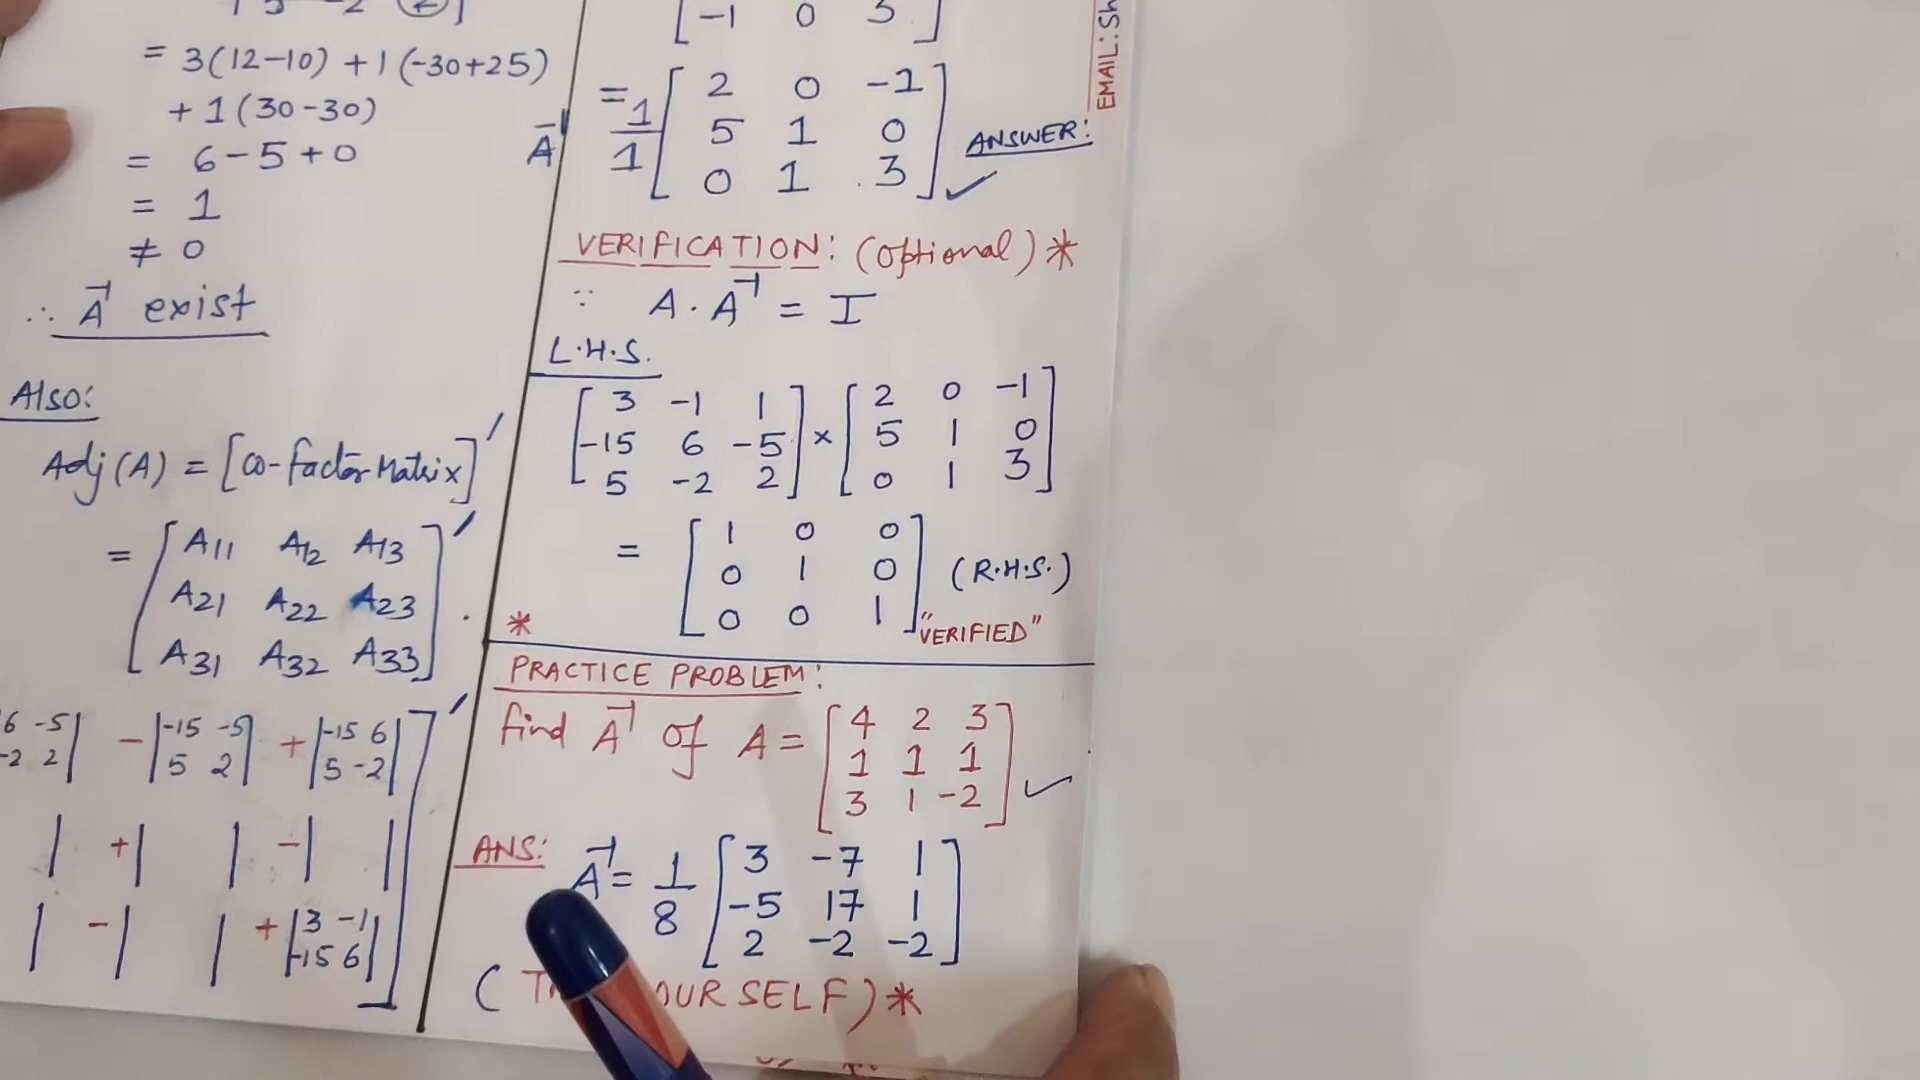 = 3(12-10) + 1(-30+25)
+ 1(30-30)
= 6-5+0
= 1
≠ 0
∴ A⁻¹ exist
Also:
Adj(A) = [Co-factor Matrix]′
= [A11 A12 A13
A21 A22 A23
A31 A32 A33]′
6 -5| - |-15 -5| + |-15 6|
-2 2| |5 2| |5 -2|
| +| | -| |
| -| | + |3 -1|
|-15 6|]′
[-1 0 3]
A⁻¹ = 1/1 [2 0 -1
5 1 0
0 1 3] ANSWER:
VERIFICATION: (optional) *
∵ A.A⁻¹ = I
L.H.S.
[3 -1 1] × [2 0 -1]
[-15 6 -5] [5 1 0]
[5 -2 2] [0 1 3]
= [1 0 0
0 1 0 (R.H.S.)
0 0 1] "VERIFIED"
*
PRACTICE PROBLEM:
find A⁻¹ of A = [4 2 3
1 1 1
3 1 -2] ✓
ANS: A⁻¹ = 1/8 [3 -7 1
-5 17 1
2 -2 -2]
( OURSELF) *
EMAIL: Sh